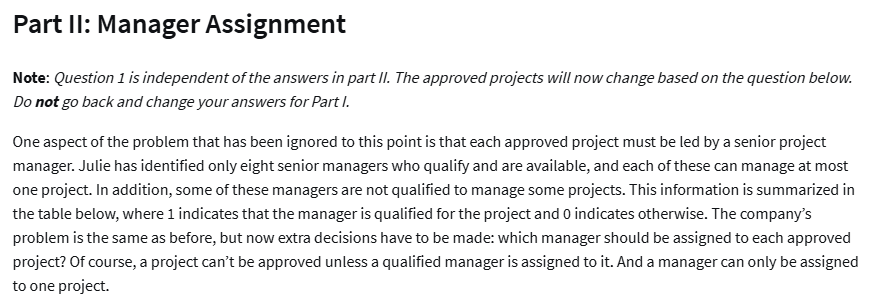 Part II: Manager Assignment
Note: Question 1 is independent of the answers in part II. The approved projects will now change based on the question below.
Do not go back and change your answers for Part I.
One aspect of the problem that has been ignored to this point is that each approved project must be led by a senior project
manager. Julie has identified only eight senior managers who qualify and are available, and each of these can manage at most
one project. In addition, some of these managers are not qualified to manage some projects. This information is summarized in
the table below, where 1 indicates that the manager is qualified for the project and 0 indicates otherwise. The company’s
problem is the same as before, but now extra decisions have to be made: which manager should be assigned to each approved
project? Of course, a project can’t be approved unless a qualified manager is assigned to it. And a manager can only be assigned
to one project.